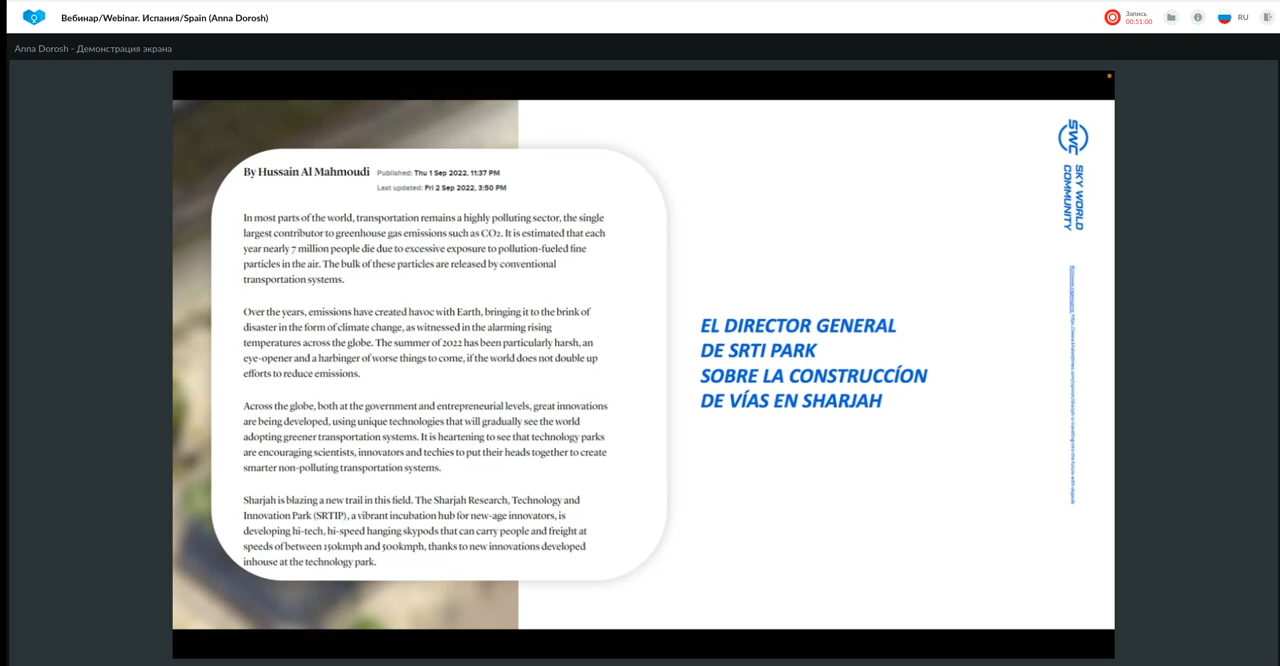 Вебинар/Webinar. Испания/Spain (Anna Dorosh)
Запись
00:51:00
RU
Anna Dorosh - Демонстрация экрана
By Hussain Al Mahmoudi
Published: Thu 1 Sep 2022, 11:37 PM
Last updated: Fri 2 Sep 2022, 3:50 PM
In most parts of the world, transportation remains a highly polluting sector, the single
largest contributor to greenhouse gas emissions such as CO2. It is estimated that each
year nearly 7 million people die due to excessive exposure to pollution-fueled fine
particles in the air. The bulk of these particles are released by conventional
transportation systems.
Over the years, emissions have created havoc with Earth, bringing it to the brink of
disaster in the form of climate change, as witnessed in the alarming rising
temperatures across the globe. The summer of 2022 has been particularly harsh, an
eye-opener and a harbinger of worse things to come, if the world does not double up
efforts to reduce emissions.
Across the globe, both at the government and entrepreneurial levels, great innovations
are being developed, using unique technologies that will gradually see the world
adopting greener transportation systems. It is heartening to see that technology parks
are encouraging scientists, innovators and techies to put their heads together to create
smarter non-polluting transportation systems.
Sharjah is blazing a new trail in this field. The Sharjah Research, Technology and
Innovation Park (SRTIP), a vibrant incubation hub for new-age innovators, is
developing hi-tech, hi-speed hanging skypods that can carry people and freight at
speeds of between 150kmph and 500kmph, thanks to new innovations developed
inhouse at the technology park.
EL DIRECTOR GENERAL
DE SRTI PARK
SOBRE LA CONSTRUCCÍON
DE VÍAS EN SHARJAH
SWC
SKY WORLD
COMMUNITY